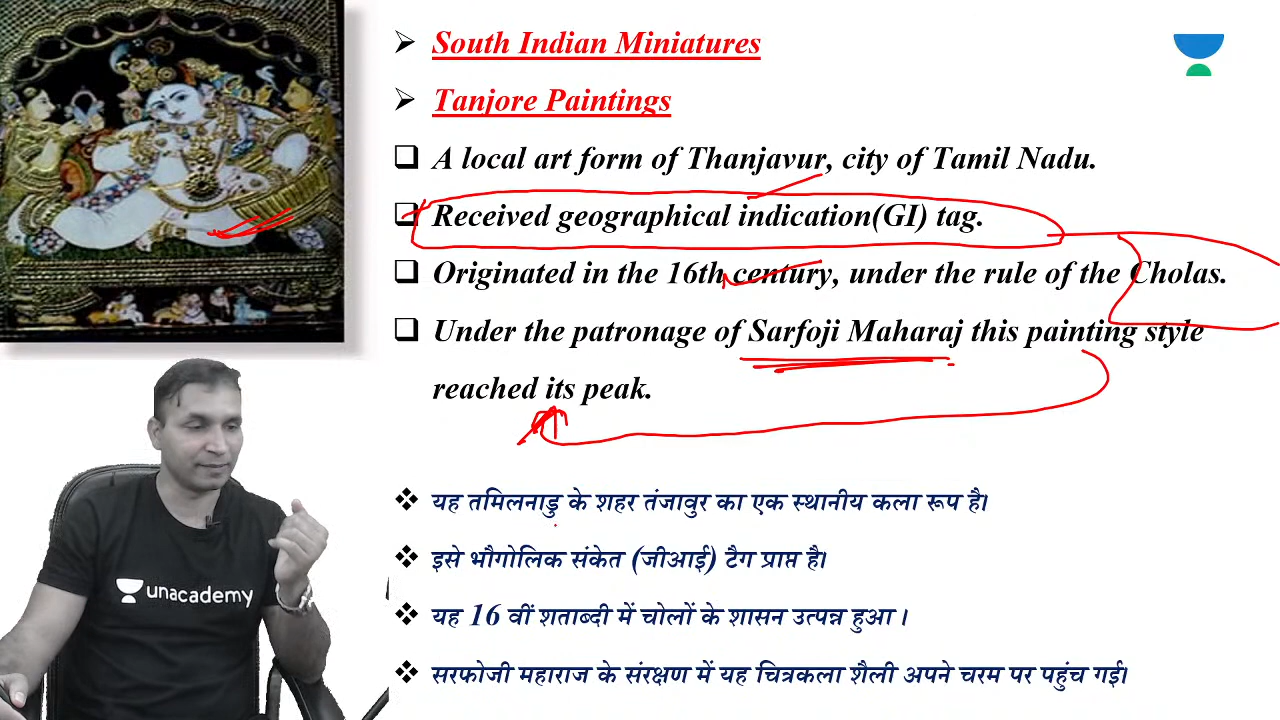 South Indian Miniatures
Tanjore Paintings
A local art form of Thanjavur, city of Tamil Nadu.
Received geographical indication(GI) tag.
Originated in the 16th century, under the rule of the Cholas.
Under the patronage of Sarfoji Maharaj this painting style
reached its peak.
यह तमिलनाडु के शहर तंजावुर का एक स्थानीय कला रूप है।
इसे भौगोलिक संकेत (जीआई) टैग प्राप्त है।
यह 16 वीं शताब्दी में चोलों के शासन उत्पन्न हुआ ।
सरफोजी महाराज के संरक्षण में यह चित्रकला शैली अपने चरम पर पहुंच गई।
unacademy